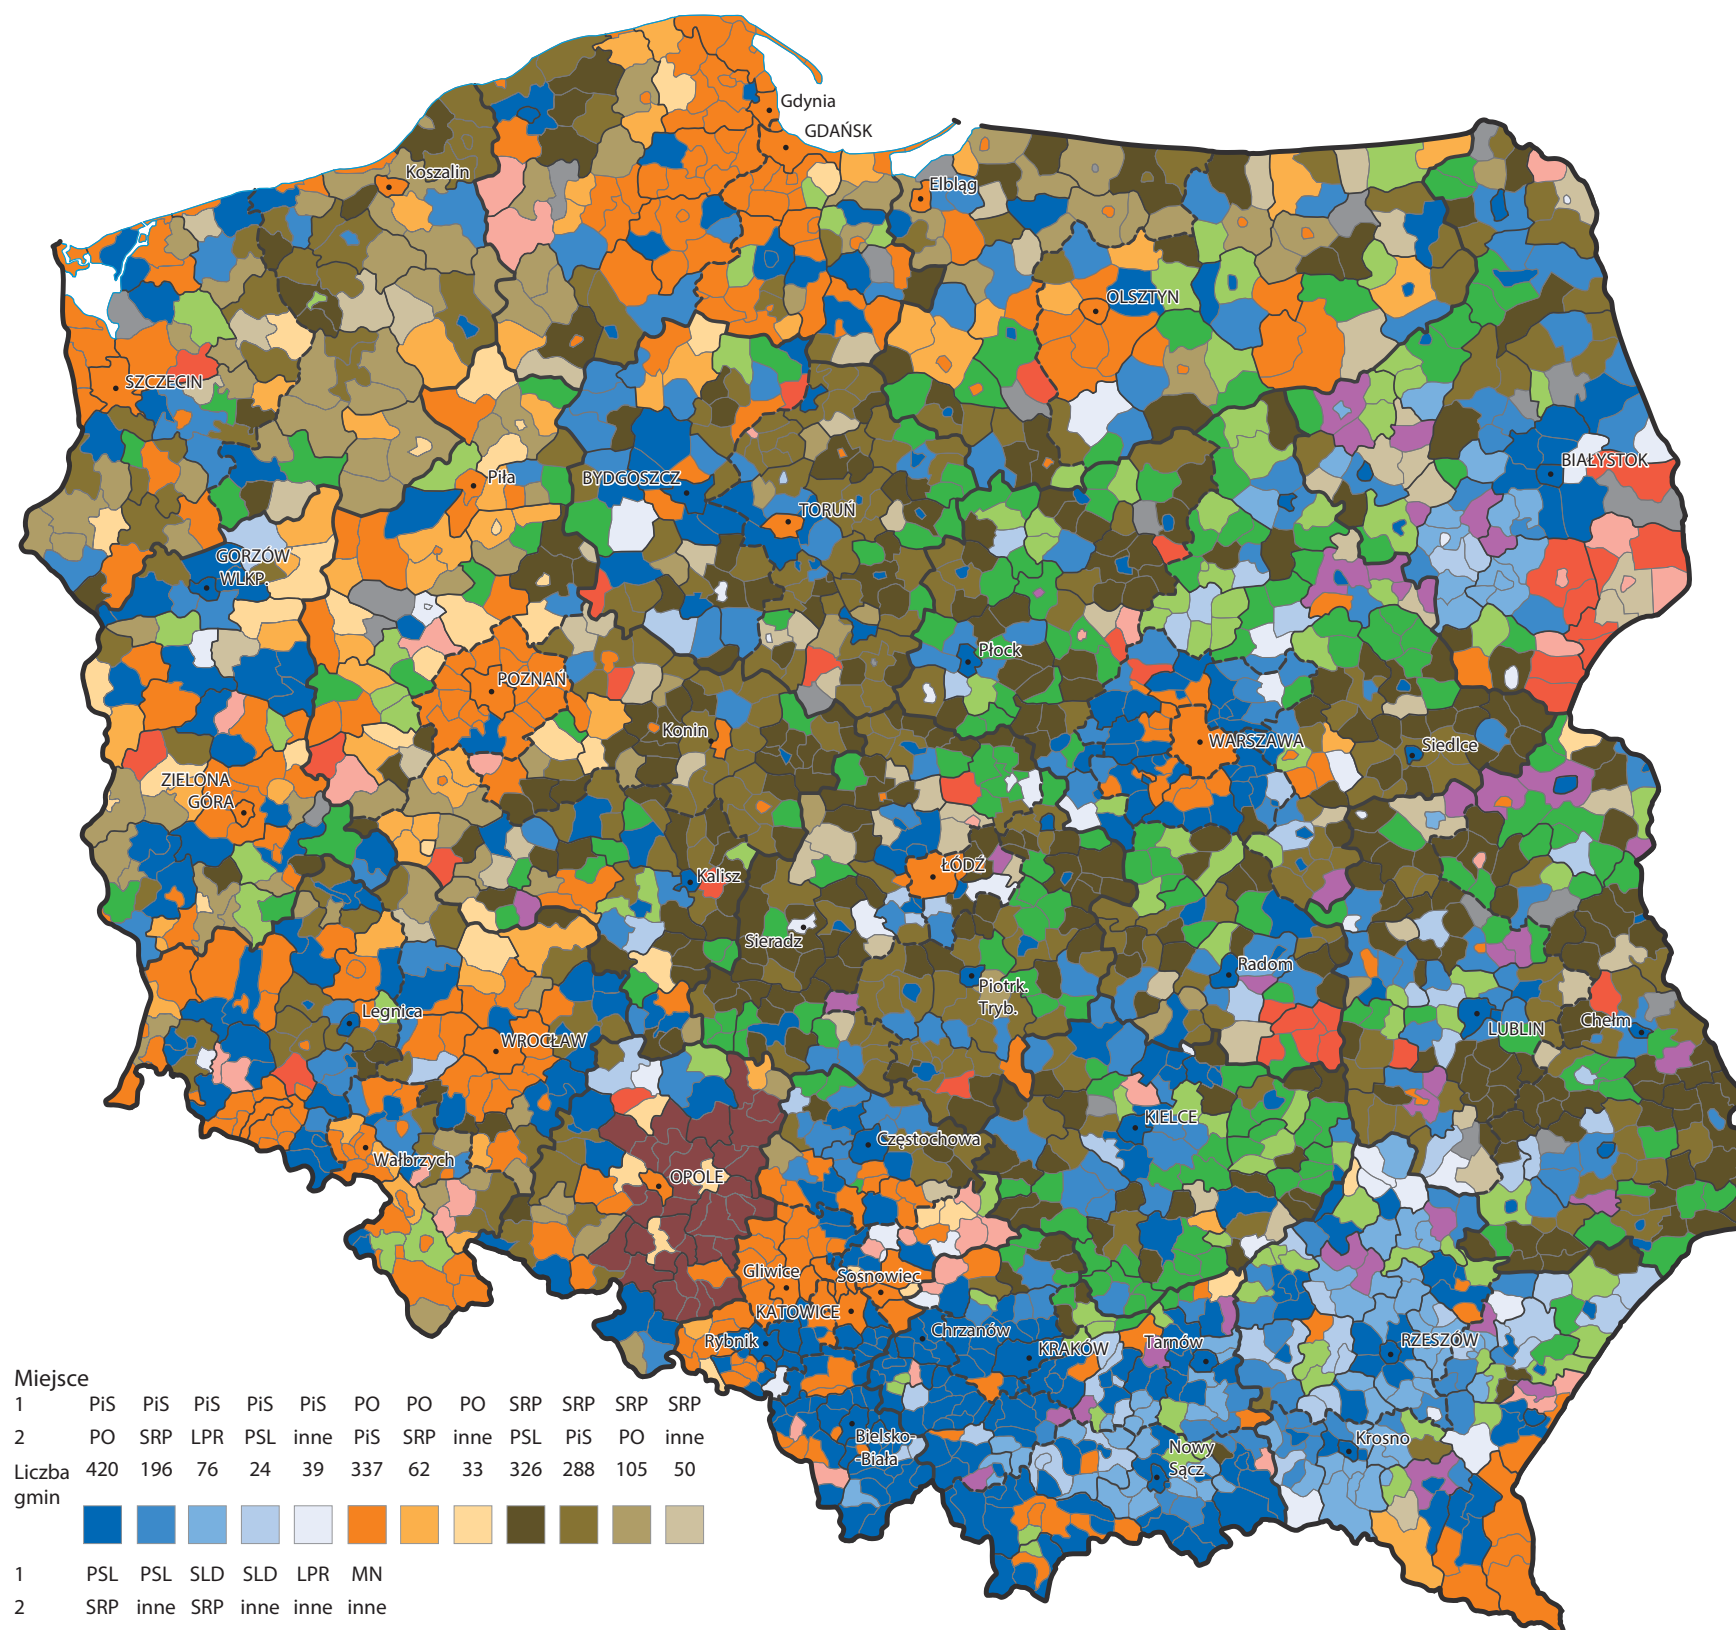 Gdynia
GDAŃSK
Koszalin
Elbląg
OLSZTYN
SZCZECIN
BIAŁYSTOK
Piła
BYDGOSZCZ
TORUŃ
GORZÓW
WLKP.
Płock
POZNAŃ
Konin
WARSZAWA
Siedlce
ZIELONA
GÓRA
ŁÓDŹ
Kalisz
Sieradz
Radom
Piotrk.
Tryb.
Legnica
WROCŁAW
LUBLIN
Chełm
KIELCE
Częstochowa
Wałbrzych
OPOLE
Gliwice
Sosnowiec
KATOWICE
Rybnik
Chrzanów
KRAKÓW
Tarnów
RZESZÓW
Bielsko-
-Biała
Nowy
Sącz
Krosno
Miejsce
1 PiS PiS PiS PiS PiS PO PO PO SRP SRP SRP SRP
2 PO SRP LPR PSL inne PiS SRP inne PSL PiS PO inne
Liczba gmin 420 196 76 24 39 337 62 33 326 288 105 50
1 PSL PSL SLD SLD LPR MN
2 SRP inne SRP inne inne inne